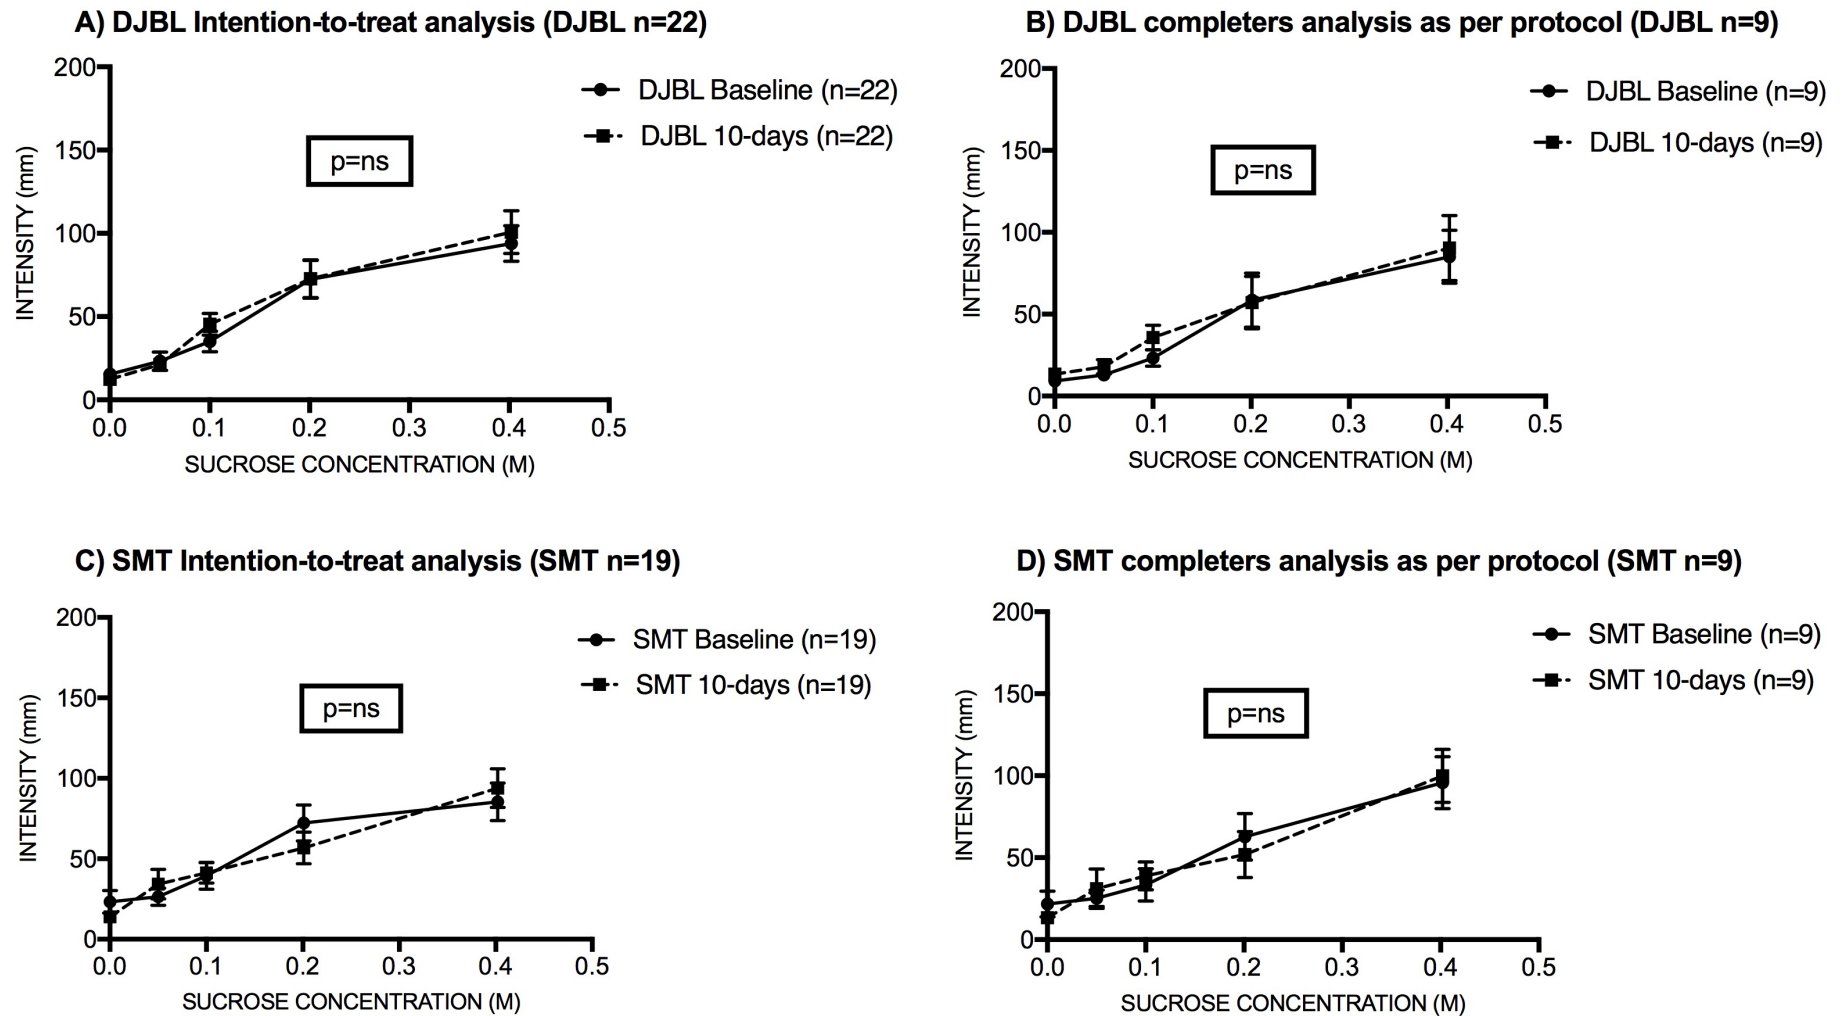 A) DJBL Intention-to-treat analysis (DJBL n=22)
200
150
100
50
0
INTENSITY (mm)
0.0 0.1 0.2 0.3 0.4 0.5
SUCROSE CONCENTRATION (M)
p=ns
DJBL Baseline (n=22)
DJBL 10-days (n=22)
B) DJBL completers analysis as per protocol (DJBL n=9)
200
150
100
50
0
INTENSITY (mm)
0.0 0.1 0.2 0.3 0.4 0.5
SUCROSE CONCENTRATION (M)
p=ns
DJBL Baseline (n=9)
DJBL 10-days (n=9)
C) SMT Intention-to-treat analysis (SMT n=19)
200
150
100
50
0
INTENSITY (mm)
0.0 0.1 0.2 0.3 0.4 0.5
SUCROSE CONCENTRATION (M)
p=ns
SMT Baseline (n=19)
SMT 10-days (n=19)
D) SMT completers analysis as per protocol (SMT n=9)
200
150
100
50
0
INTENSITY (mm)
0.0 0.1 0.2 0.3 0.4 0.5
SUCROSE CONCENTRATION (M)
p=ns
SMT Baseline (n=9)
SMT 10-days (n=9)